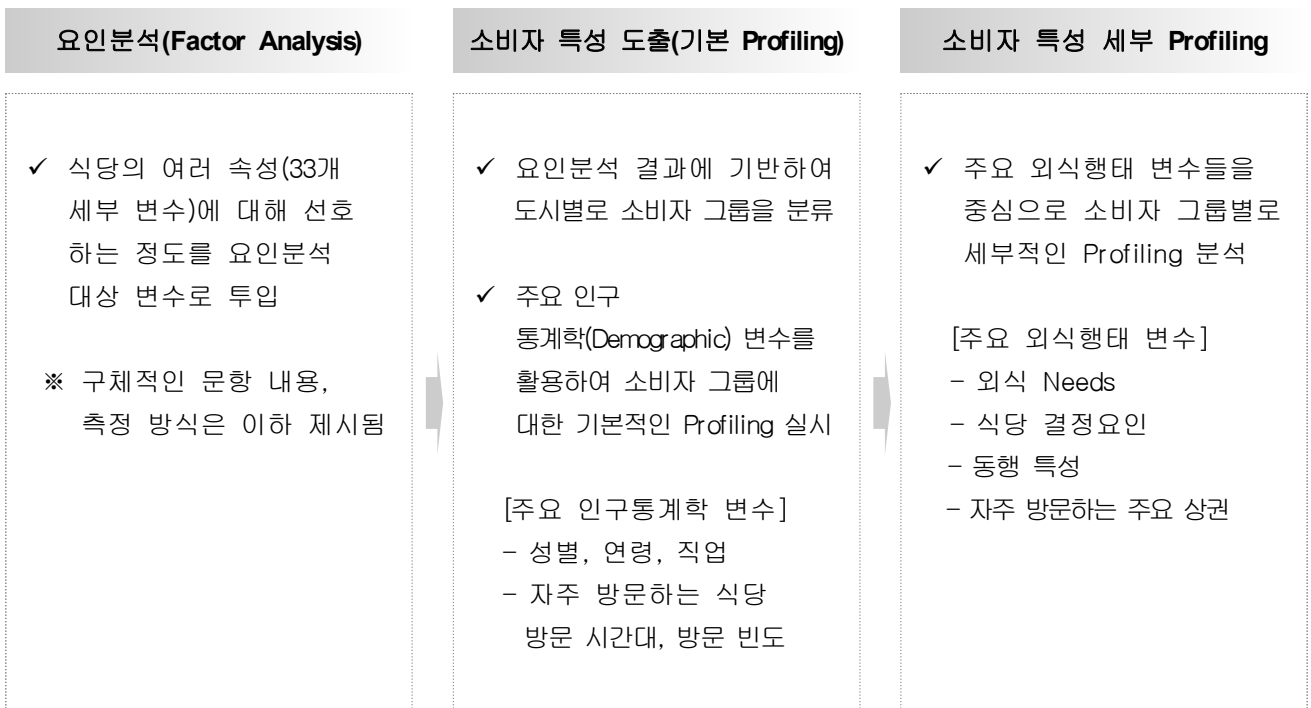 요인분석(Factor Analysis)
✓ 식당의 여러 속성(33개
세부 변수)에 대해 선호
하는 정도를 요인분석
대상 변수로 투입
※ 구체적인 문항 내용,
측정 방식은 이하 제시됨
소비자 특성 도출(기본 Profiling)
✓ 요인분석 결과에 기반하여
도시별로 소비자 그룹을 분류
✓ 주요 인구
통계학(Demographic) 변수를
활용하여 소비자 그룹에
대한 기본적인 Profiling 실시
[주요 인구통계학 변수]
- 성별, 연령, 직업
- 자주 방문하는 식당
방문 시간대, 방문 빈도
소비자 특성 세부 Profiling
✓ 주요 외식행태 변수들을
중심으로 소비자 그룹별로
세부적인 Profiling 분석
[주요 외식행태 변수]
- 외식 Needs
- 식당 결정요인
- 동행 특성
- 자주 방문하는 주요 상권